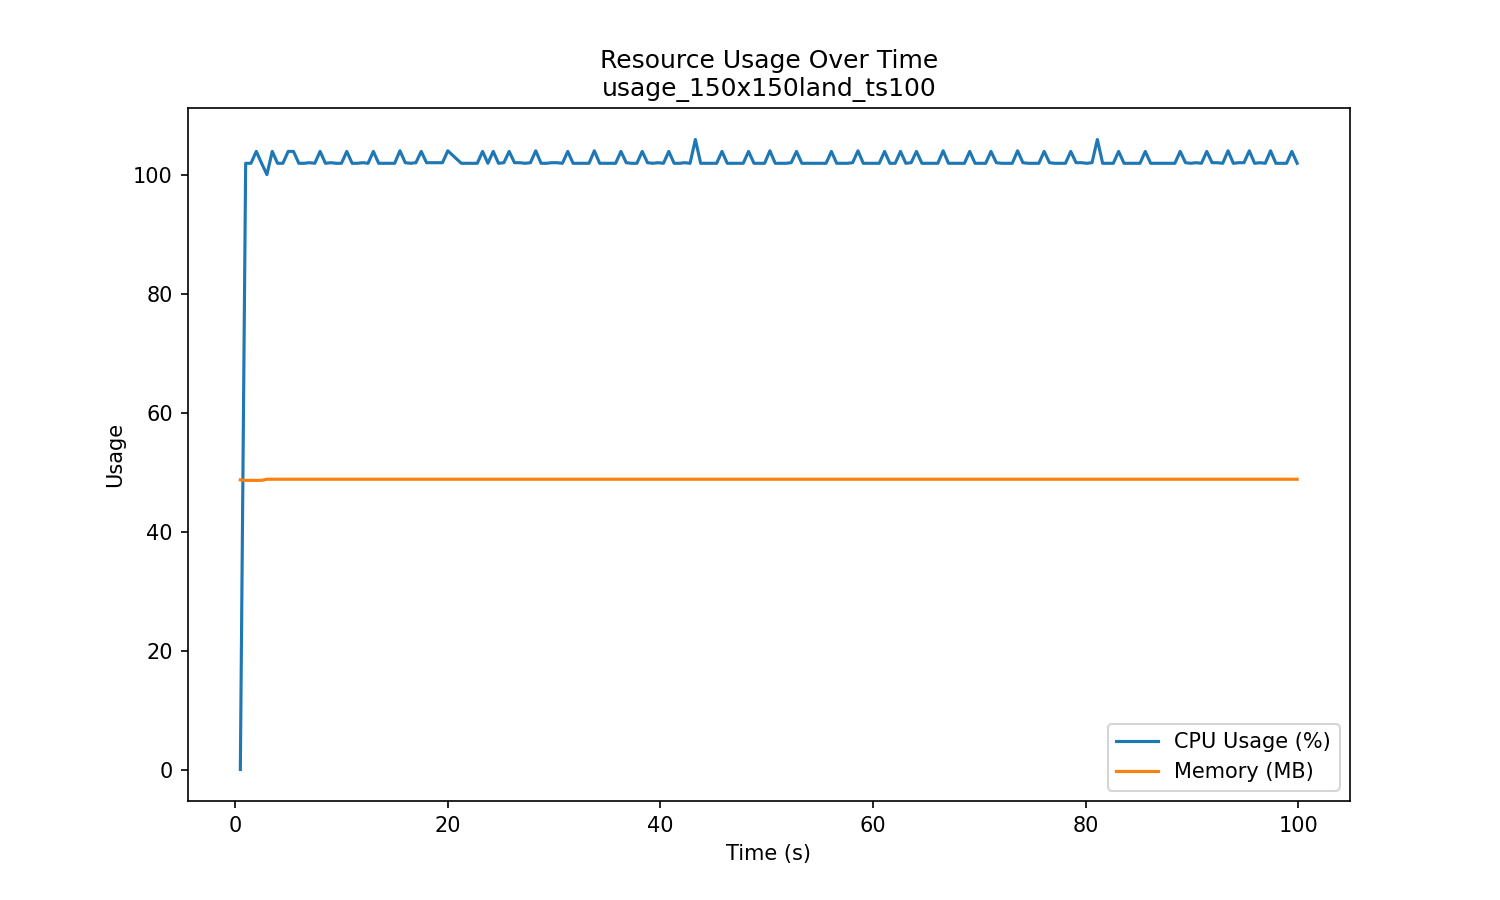 Resource Usage Over Time
usage_150x150land_ts100
100
80
60
40
20
0
Usage
0 20 40 60 80 100
Time (s)
CPU Usage (%)
Memory (MB)